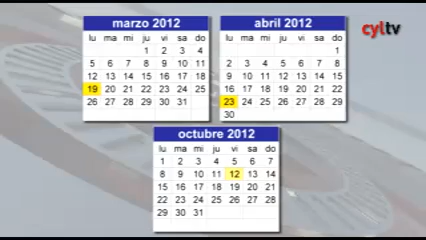 cyltv
marzo 2012
lu ma mi ju vi sa do
1 2 3 4
5 6 7 8 9 10 11
12 13 14 15 16 17 18
19 20 21 22 23 24 25
26 27 28 29 30 31
abril 2012
lu ma mi ju vi sa do
1
2 3 4 5 6 7 8
9 10 11 12 13 14 15
16 17 18 19 20 21 22
23 24 25 26 27 28 29
30
octubre 2012
lu ma mi ju vi sa do
1 2 3 4 5 6 7
8 9 10 11 12 13 14
15 16 17 18 19 20 21
22 23 24 25 26 27 28
29 30 31